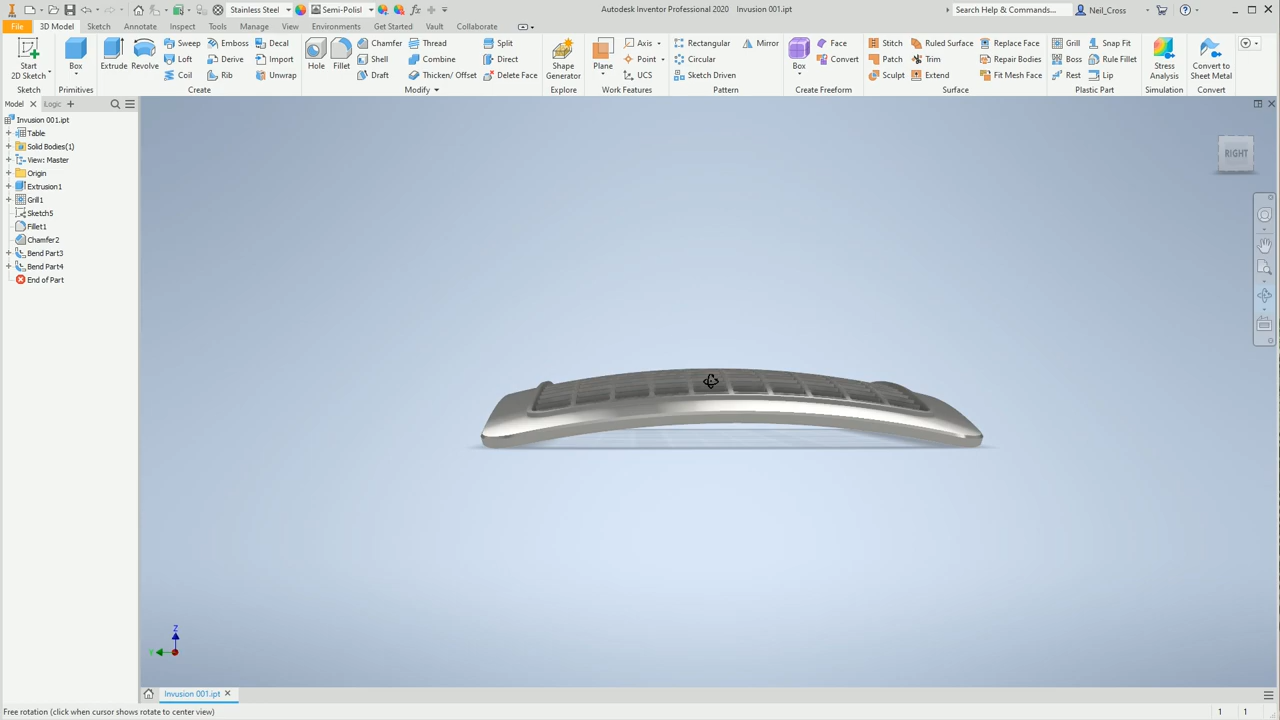 Stainless Steel
Semi-Polisl
Autodesk Inventor Professional 2020 Invusion 001.ipt
Search Help & Commands...
Neil_Cross
File 3D Model Sketch Annotate Inspect Tools Manage View Environments Get Started Vault Collaborate
Start
2D Sketch
Sketch
Box
Primitives
Extrude
Revolve
Sweep
Loft
Coil
Emboss
Derive
Rib
Decal
Import
Unwrap
Create
Hole
Fillet
Chamfer
Shell
Draft
Thread
Combine
Thicken/ Offset
Split
Direct
Delete Face
Modify
Shape
Generator
Explore
Plane
Axis
Point
UCS
Work Features
Rectangular
Circular
Sketch Driven
Mirror
Pattern
Box
Face
Convert
Create Freeform
Stitch
Patch
Sculpt
Ruled Surface
Trim
Extend
Replace Face
Repair Bodies
Fit Mesh Face
Surface
Grill
Boss
Rest
Snap Fit
Rule Fillet
Lip
Plastic Part
Stress
Analysis
Simulation
Convert to
Sheet Metal
Convert
Model
Logic
Invusion 001.ipt
Table
Solid Bodies(1)
View: Master
Origin
Extrusion1
Grill1
Sketch5
Fillet1
Chamfer2
Bend Part3
Bend Part4
End of Part
RIGHT
Z
Y
Invusion 001.ipt
Free rotation (click when cursor shows rotate to center view)
1 1